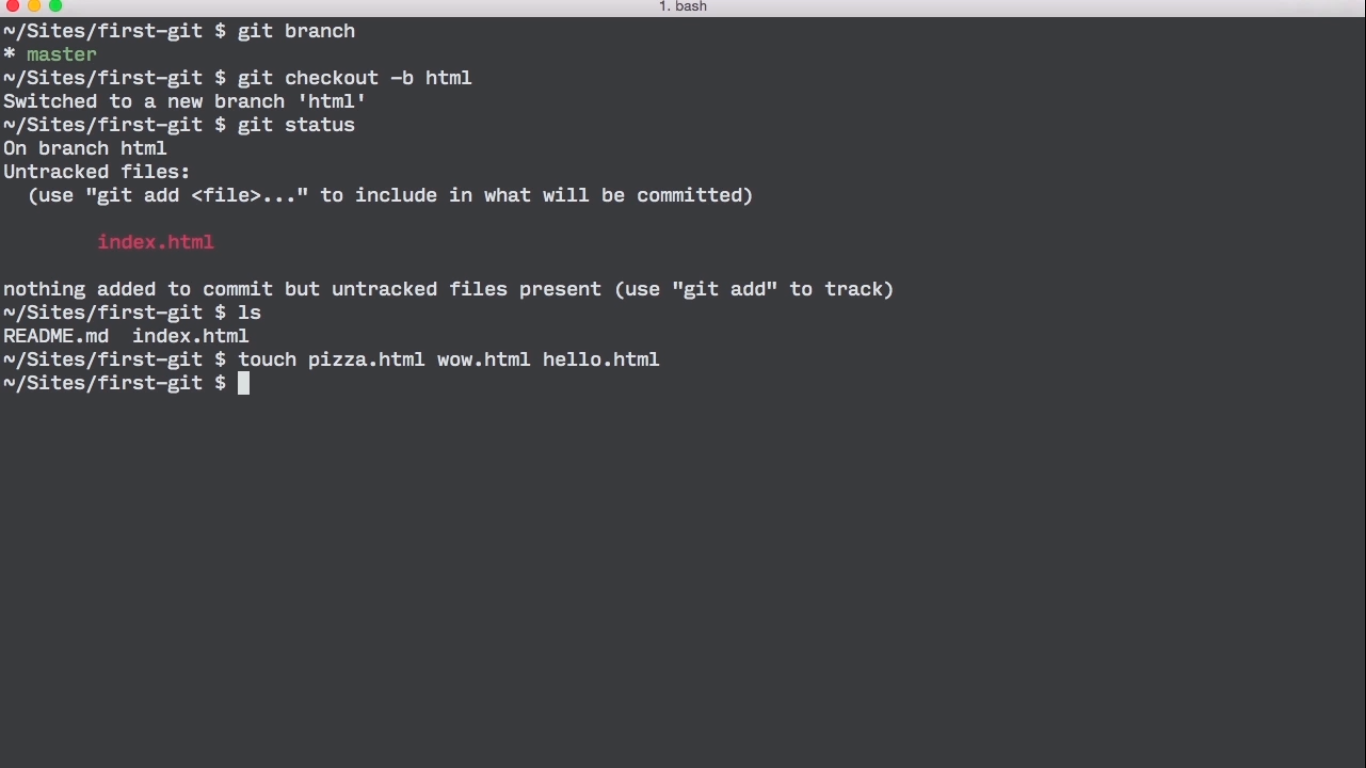 1. bash
~/Sites/first-git $ git branch
* master
~/Sites/first-git $ git checkout -b html
Switched to a new branch 'html'
~/Sites/first-git $ git status
On branch html
Untracked files:
  (use "git add <file>..." to include in what will be committed)
        index.html
nothing added to commit but untracked files present (use "git add" to track)
~/Sites/first-git $ ls
README.md  index.html
~/Sites/first-git $ touch pizza.html wow.html hello.html
~/Sites/first-git $